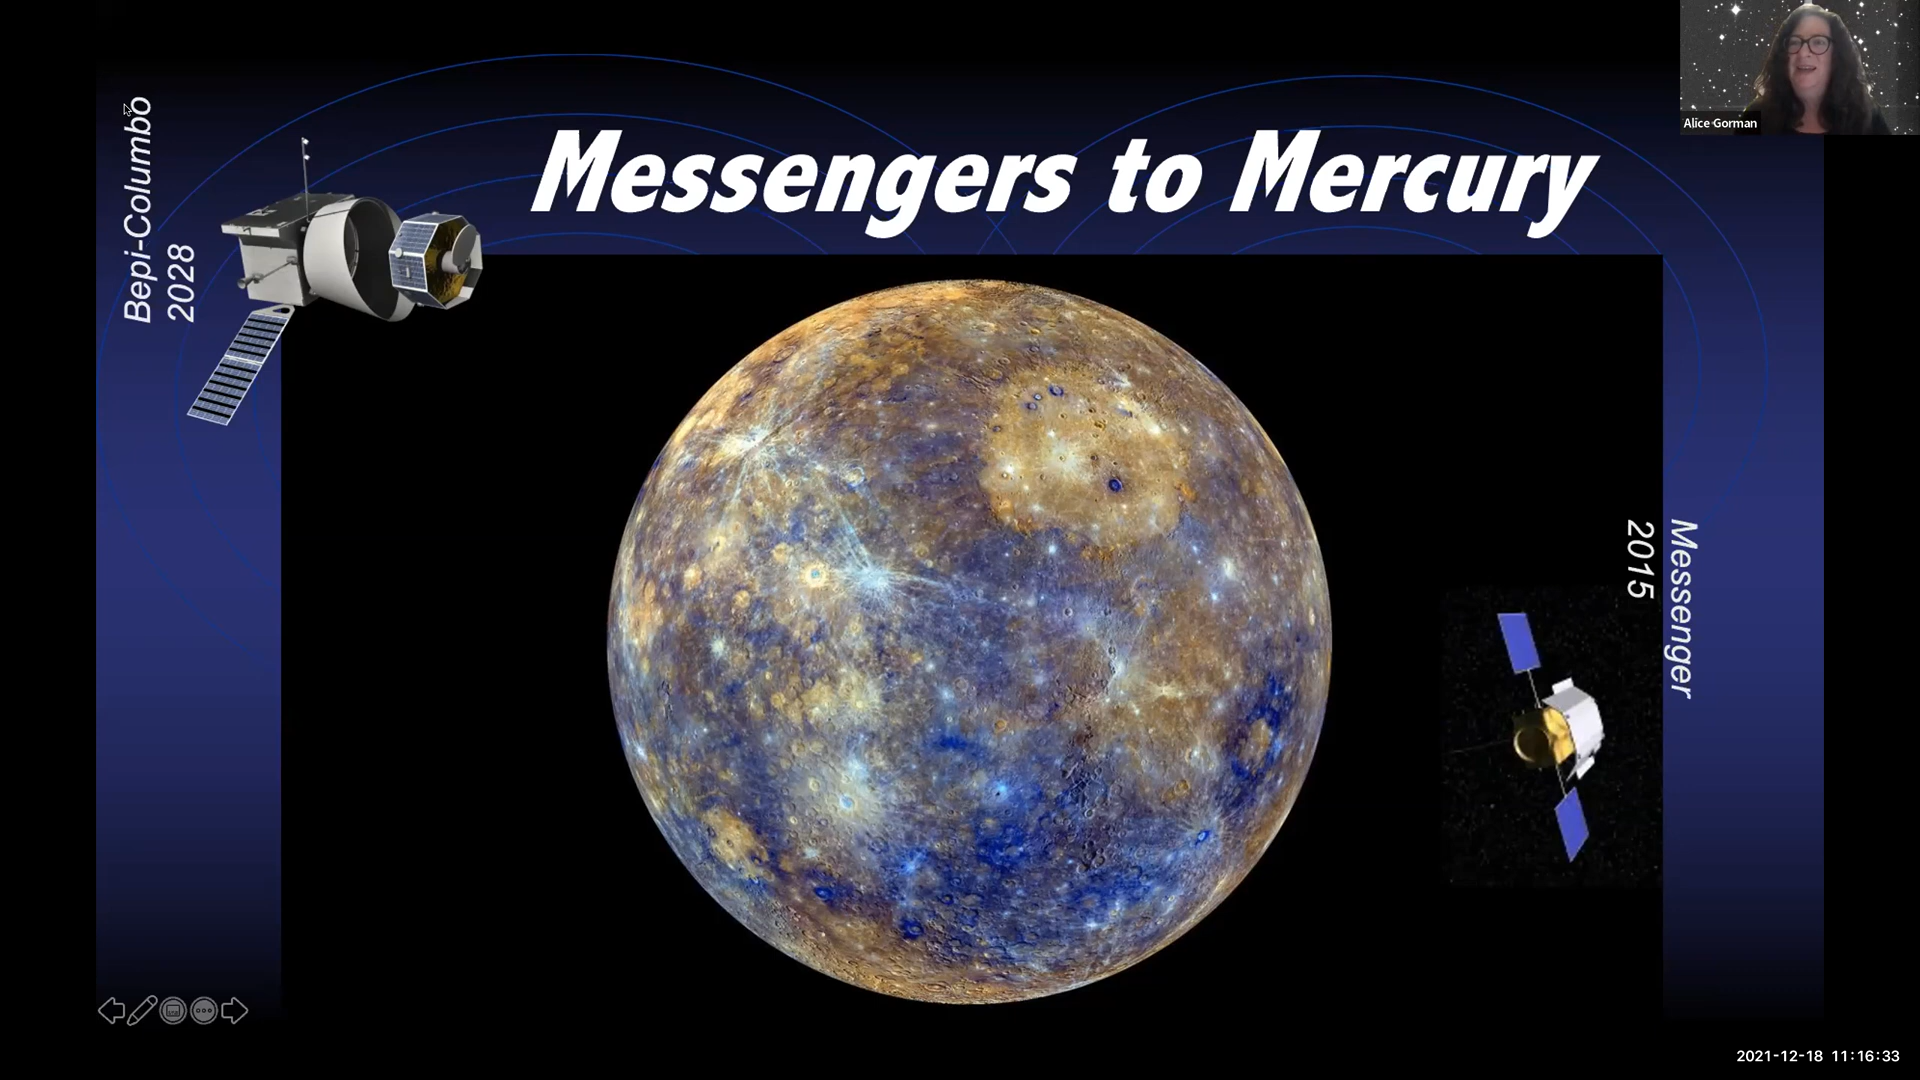 Alice Gorman
Messengers to Mercury
Bepi-Columbo
2028
Messenger
2015
2021-12-18 11:16:33